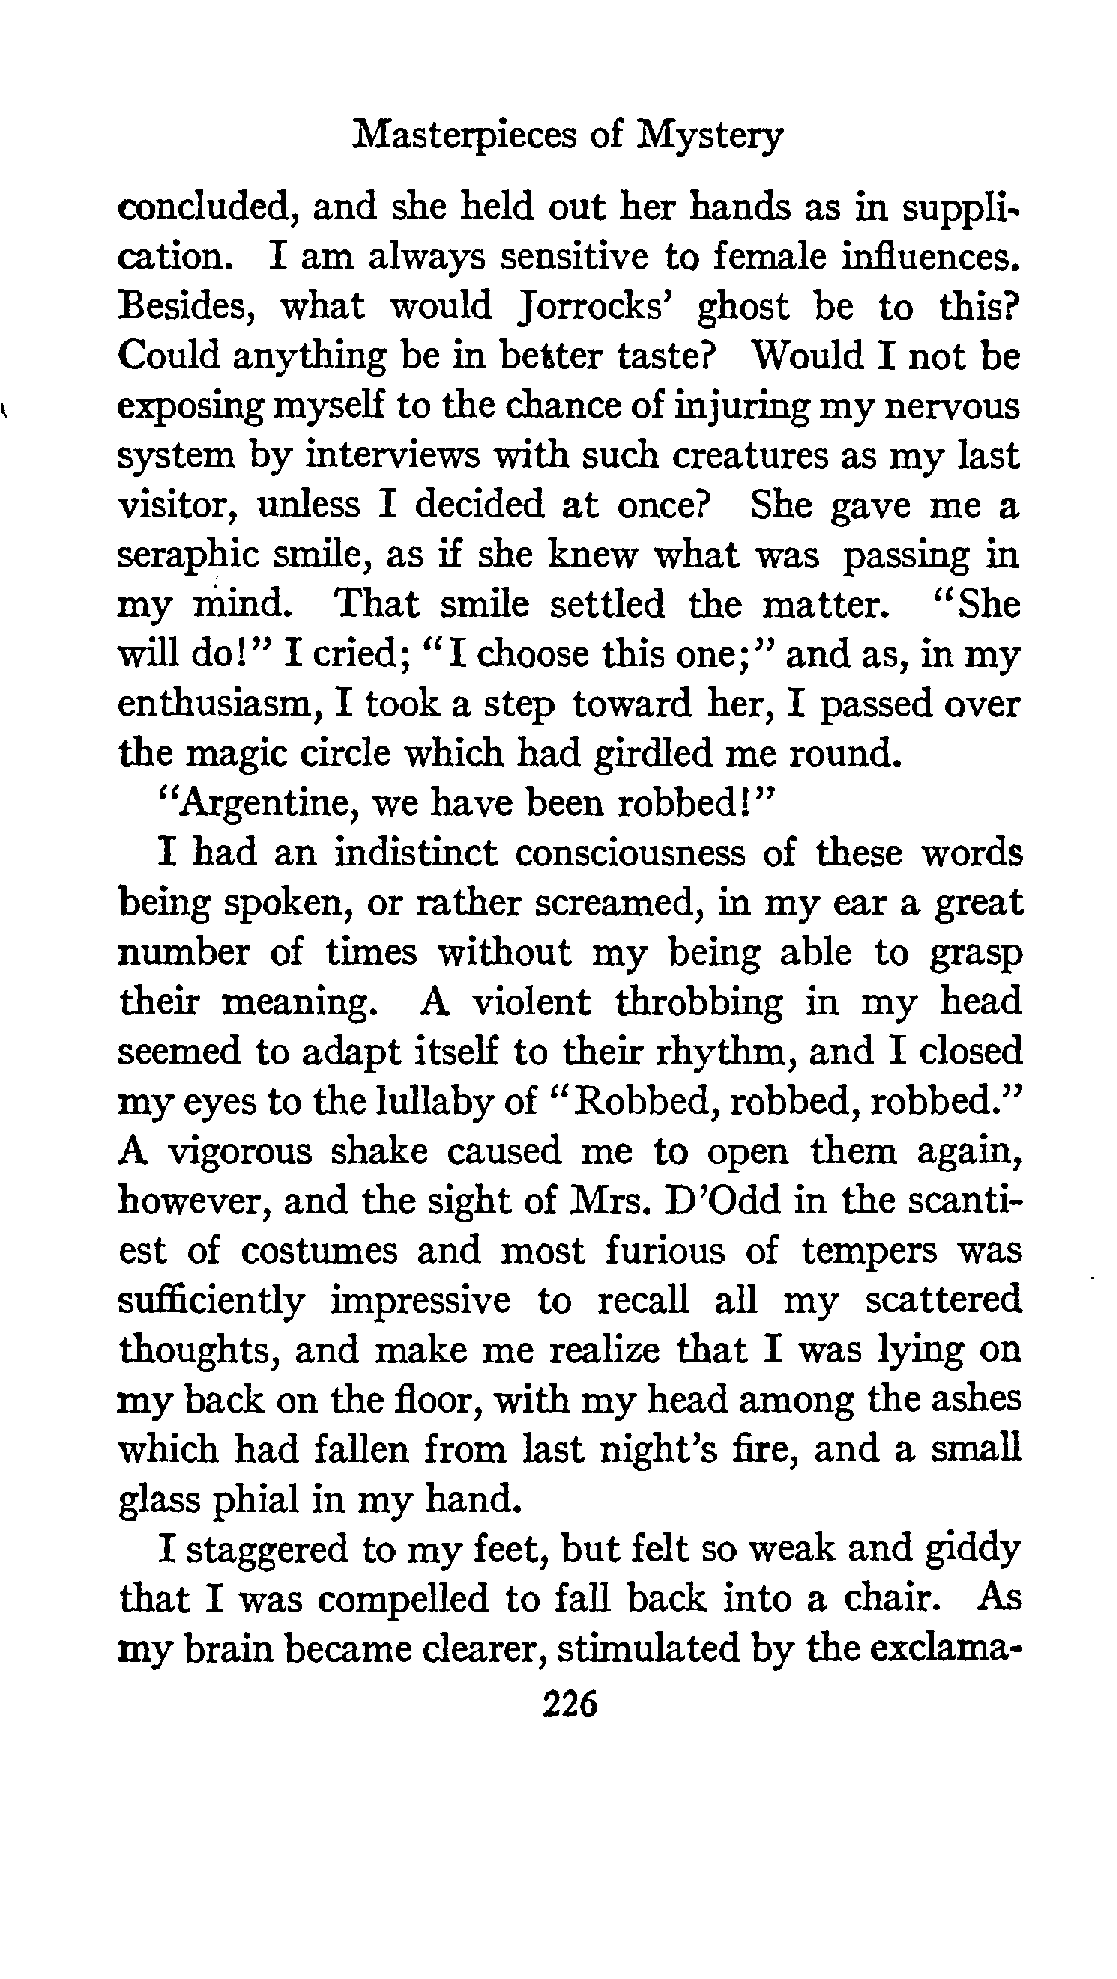 Masterpieces of Mystery
concluded, and she held out her hands as in suppli-
cation. I am always sensitive to female influences.
Besides, what would Jorrocks' ghost be to this?
Could anything be in better taste? Would I not be
exposing myself to the chance of injuring my nervous
system by interviews with such creatures as my last
visitor, unless I decided at once? She gave me a
seraphic smile, as if she knew what was passing in
my mind. That smile settled the matter. "She
will do!" I cried; "I choose this one;" and as, in my
enthusiasm, I took a step toward her, I passed over
the magic circle which had girdled me round.
"Argentine, we have been robbed!"
I had an indistinct consciousness of these words
being spoken, or rather screamed, in my ear a great
number of times without my being able to grasp
their meaning. A violent throbbing in my head
seemed to adapt itself to their rhythm, and I closed
my eyes to the lullaby of "Robbed, robbed, robbed."
A vigorous shake caused me to open them again,
however, and the sight of Mrs. D'Odd in the scanti-
est of costumes and most furious of tempers was
sufficiently impressive to recall all my scattered
thoughts, and make me realize that I was lying on
my back on the floor, with my head among the ashes
which had fallen from last night's fire, and a small
glass phial in my hand.
I staggered to my feet, but felt so weak and giddy
that I was compelled to fall back into a chair. As
my brain became clearer, stimulated by the exclama-
226